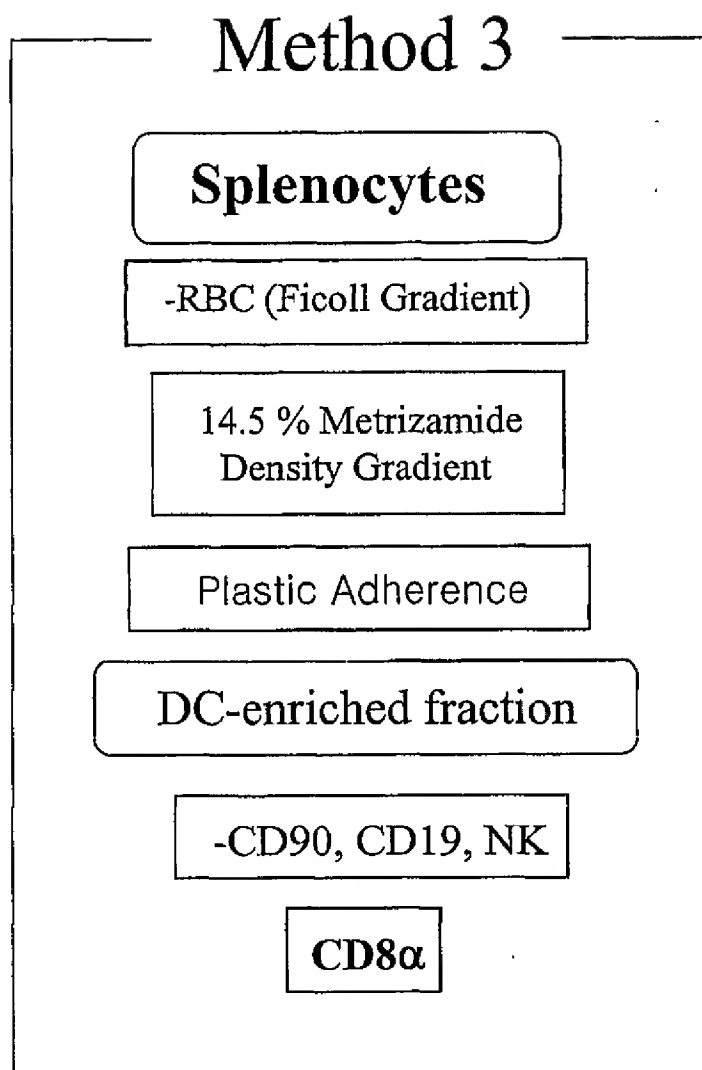 Method 3
Splenocytes
-RBC (Ficoll Gradient)
14.5 % Metrizamide
Density Gradient
Plastic Adherence
DC-enriched fraction
-CD90, CD19, NK
CD8α